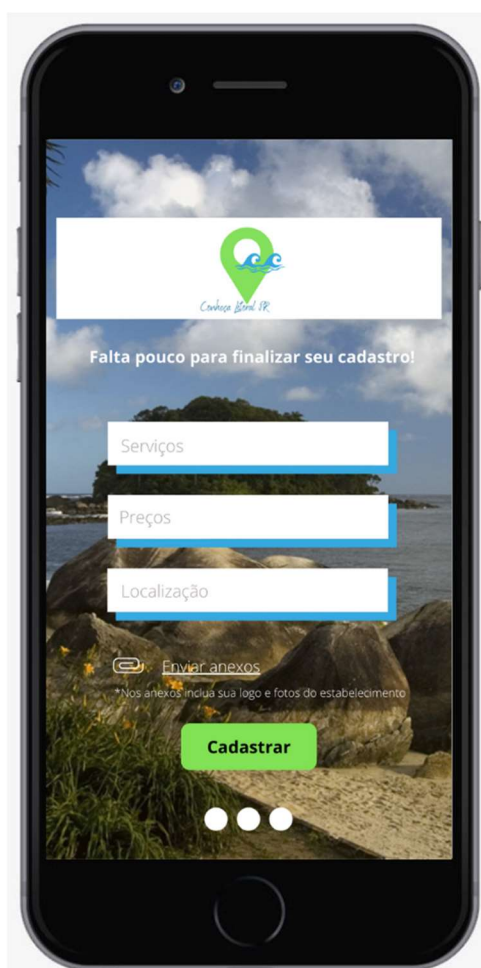 Conheça litoral PR
Falta pouco para finalizar seu cadastro!
Serviços
Preços
Localização
Enviar anexos
*Nos anexos inclua sua logo e fotos do estabelecimento
Cadastrar